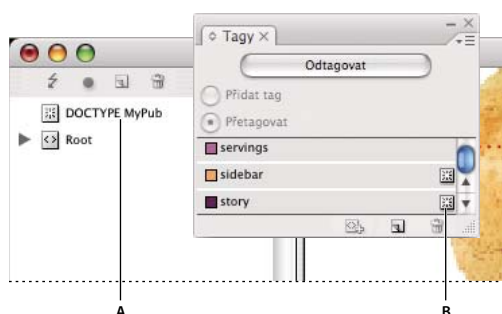 Tagy
Odtagovat
Přidat tag
Přetagovat
DOCTYPE MyPub
Root
servings
sidebar
story
A
B